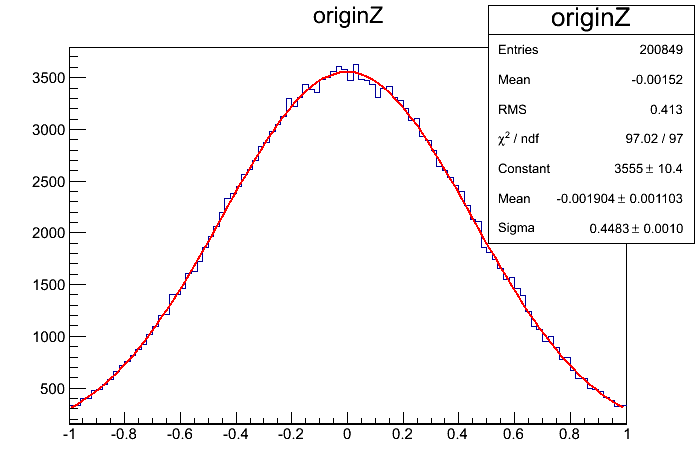 originZ
originZ
Entries 200849
Mean -0.00152
RMS 0.413
χ² / ndf 97.02 / 97
Constant 3555 ± 10.4
Mean -0.001904 ± 0.001103
Sigma 0.4483 ± 0.0010
3500
3000
2500
2000
1500
1000
500
-1 -0.8 -0.6 -0.4 -0.2 0 0.2 0.4 0.6 0.8 1